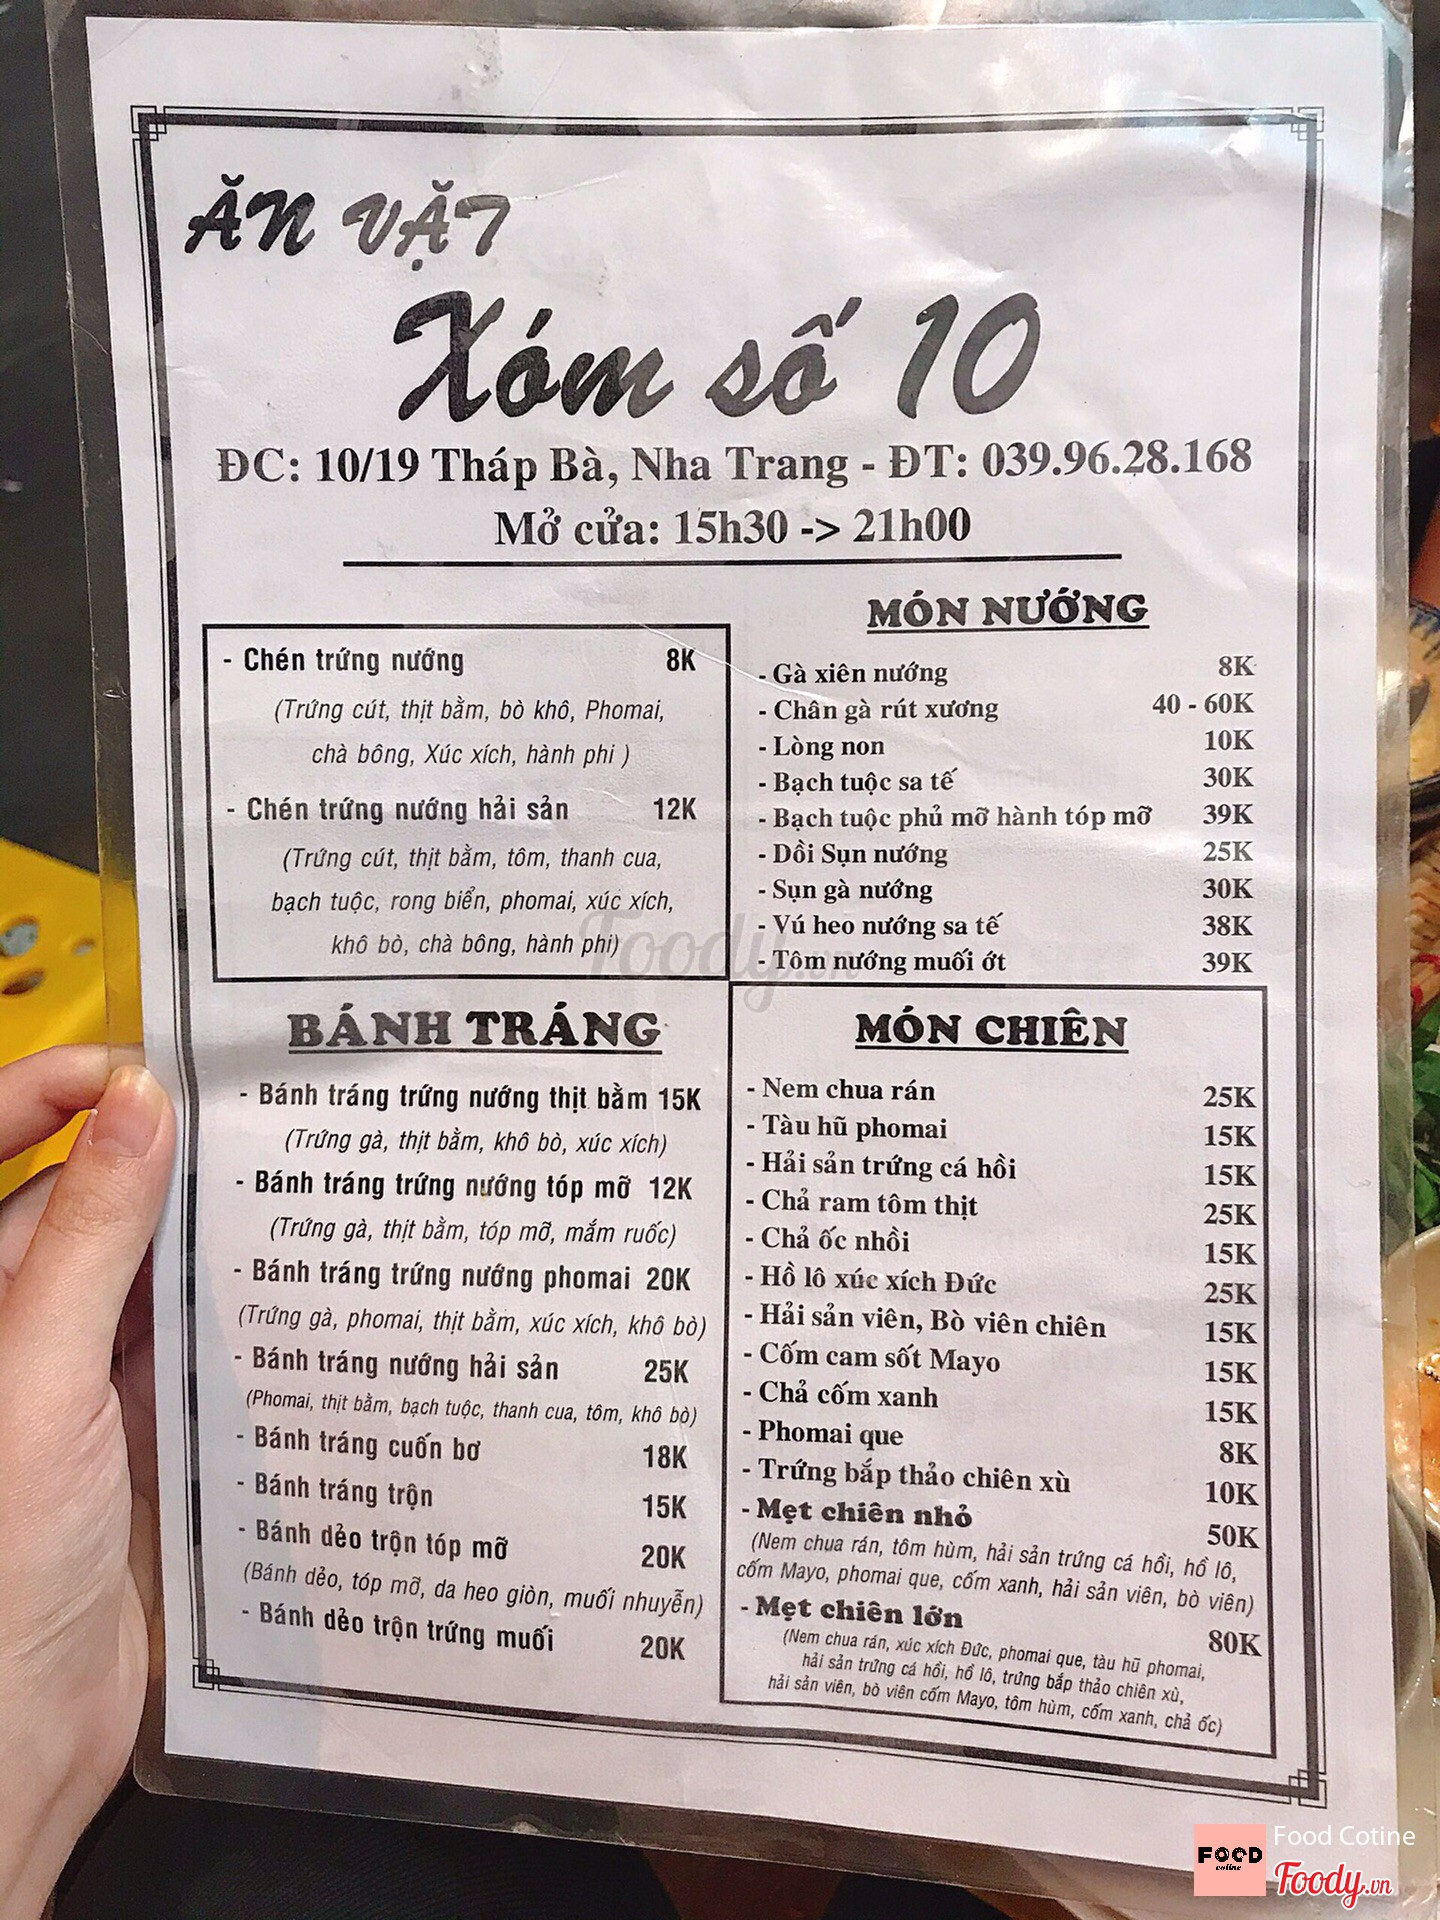 ĂN VẶT
Xóm số 10
ĐC: 10/19 Tháp Bà, Nha Trang - ĐT: 039.96.28.168
Mở cửa: 15h30 -> 21h00
- Chén trứng nướng 8K
(Trứng cút, thịt bằm, bò khô, Phomai,
chà bông, Xúc xích, hành phi )
- Chén trứng nướng hải sản 12K
(Trứng cút, thịt bằm, tôm, thanh cua,
bạch tuộc, rong biển, phomai, xúc xích,
khô bò, chà bông, hành phi)
MÓN NƯỚNG
- Gà xiên nướng 8K
- Chân gà rút xương 40 - 60K
- Lòng non 10K
- Bạch tuộc sa tế 30K
- Bạch tuộc phủ mỡ hành tóp mỡ 39K
- Dồi Sụn nướng 25K
- Sụn gà nướng 30K
- Vú heo nướng sa tế 38K
- Tôm nướng muối ớt 39K
BÁNH TRÁNG
- Bánh tráng trứng nướng thịt bằm 15K
(Trứng gà, thịt bằm, khô bò, xúc xích)
- Bánh tráng trứng nướng tóp mỡ 12K
(Trứng gà, thịt bằm, tóp mỡ, mắm ruốc)
- Bánh tráng trứng nướng phomai 20K
(Trứng gà, phomai, thịt bằm, xúc xích, khô bò)
- Bánh tráng nướng hải sản 25K
(Phomai, thịt bằm, bạch tuộc, thanh cua, tôm, khô bò)
- Bánh tráng cuốn bơ 18K
- Bánh tráng trộn 15K
- Bánh dẻo trộn tóp mỡ 20K
(Bánh dẻo, tóp mỡ, da heo giòn, muối nhuyễn)
- Bánh dẻo trộn trứng muối 20K
MÓN CHIÊN
- Nem chua rán 25K
- Tàu hũ phomai 15K
- Hải sản trứng cá hồi 15K
- Chả ram tôm thịt 25K
- Chả ốc nhồi 15K
- Hồ lô xúc xích Đức 25K
- Hải sản viên, Bò viên chiên 15K
- Cốm cam sốt Mayo 15K
- Chả cốm xanh 15K
- Phomai que 8K
- Trứng bắp thảo chiên xù 10K
- Mẹt chiên nhỏ 50K
(Nem chua rán, tôm hùm, hải sản trứng cá hồi, hồ lô,
cốm Mayo, phomai que, cốm xanh, hải sản viên, bò viên)
- Mẹt chiên lớn 80K
(Nem chua rán, xúc xích Đức, phomai que, tàu hũ phomai,
hải sản trứng cá hồi, hồ lô, trứng bắp thảo chiên xù,
hải sản viên, bò viên cốm Mayo, tôm hùm, cốm xanh, chả ốc)
Foody.vn
FOOD
cotine
Food Cotine
Foody.vn